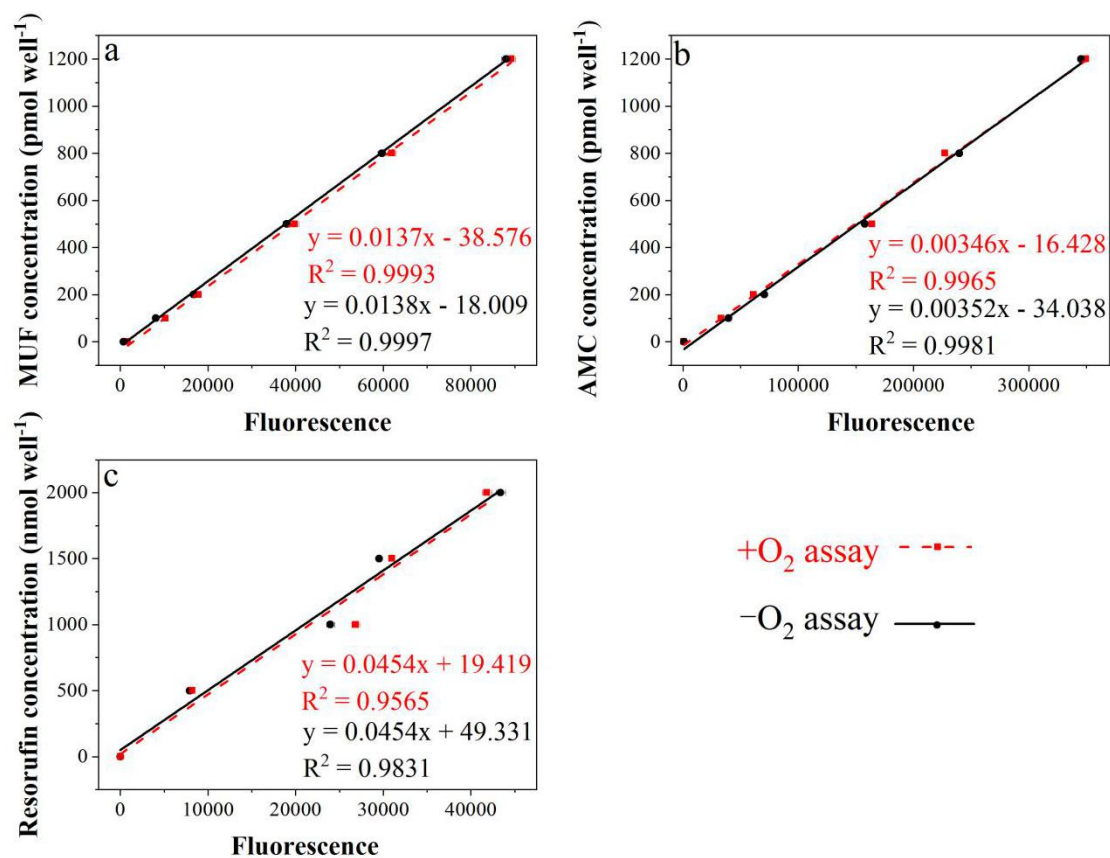 a
MUF concentration (pmol well⁻¹)
1200
1000
800
600
400
200
0
y = 0.0137x - 38.576
R² = 0.9993
y = 0.0138x - 18.009
R² = 0.9997
0 20000 40000 60000 80000
Fluorescence
b
AMC concentration (pmol well⁻¹)
1200
1000
800
600
400
200
0
y = 0.00346x - 16.428
R² = 0.9965
y = 0.00352x - 34.038
R² = 0.9981
0 100000 200000 300000
Fluorescence
c
Resorufin concentration (nmol well⁻¹)
2000
1500
1000
500
0
y = 0.0454x + 19.419
R² = 0.9565
y = 0.0454x + 49.331
R² = 0.9831
0 10000 20000 30000 40000
Fluorescence
+O₂ assay
−O₂ assay